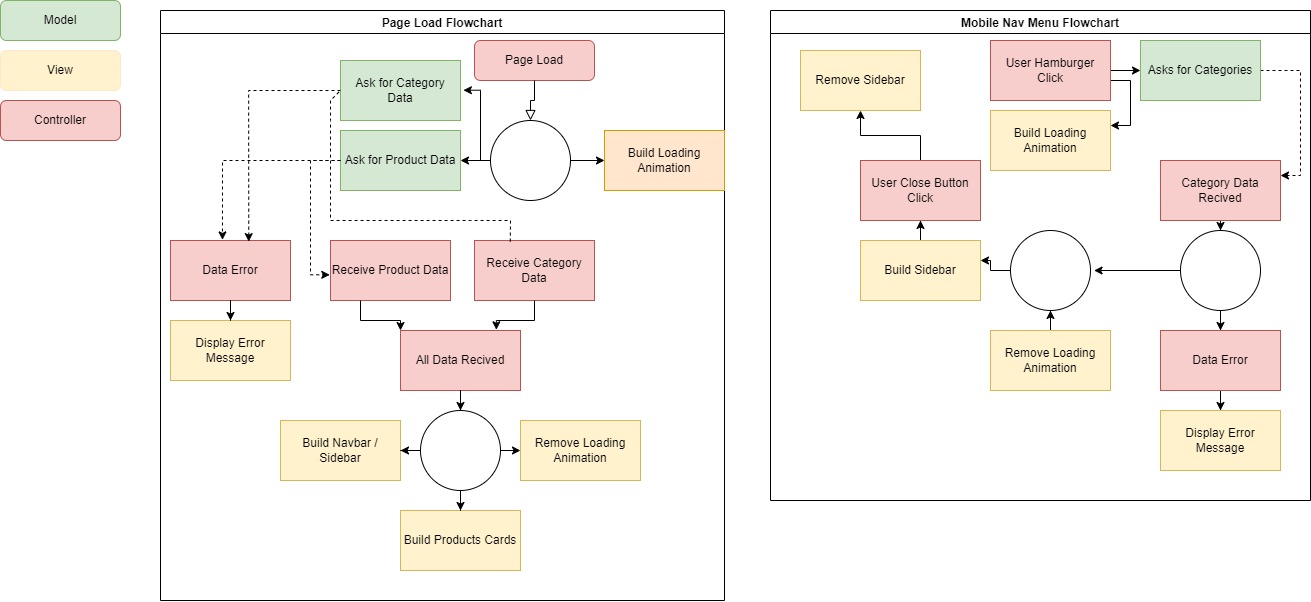 Model
View
Controller
Page Load Flowchart
Page Load
Ask for Category
Data
Ask for Product Data
Build Loading
Animation
Data Error
Receive Product Data
Receive Category
Data
Display Error
Message
All Data Recived
Build Navbar /
Sidebar
Remove Loading
Animation
Build Products Cards
Mobile Nav Menu Flowchart
Remove Sidebar
User Hamburger
Click
Asks for Categories
Build Loading
Animation
User Close Button
Click
Category Data
Recived
Build Sidebar
Remove Loading
Animation
Data Error
Display Error
Message